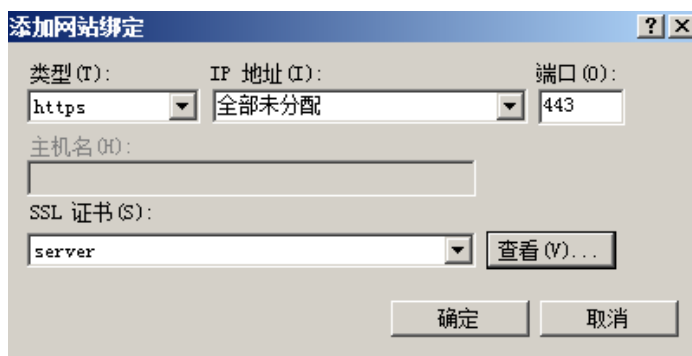 添加网站绑定
类型(T): IP 地址(I): 端口(O):
https 全部未分配 443
主机名(H):
SSL 证书(S):
server 查看(V)...
确定 取消